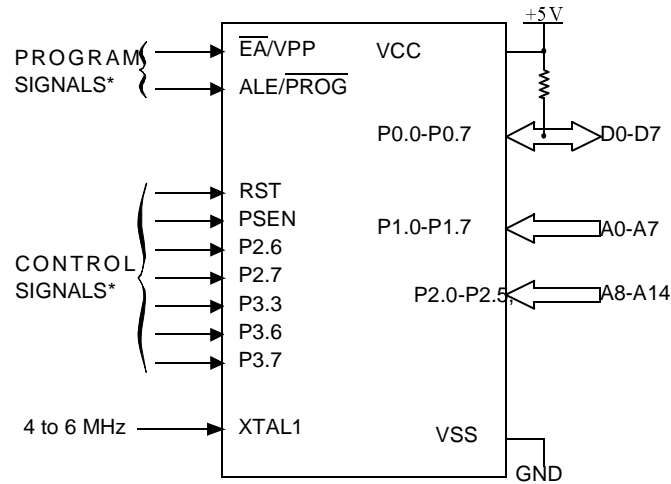 +5V
PROGRAM
SIGNALS*
EA/VPP
VCC
ALE/PROG
P0.0-P0.7
D0-D7
RST
PSEN
P1.0-P1.7
A0-A7
P2.6
CONTROL
SIGNALS*
P2.7
P2.0-P2.5,
A8-A14
P3.3
P3.6
P3.7
4 to 6 MHz
XTAL1
VSS
GND